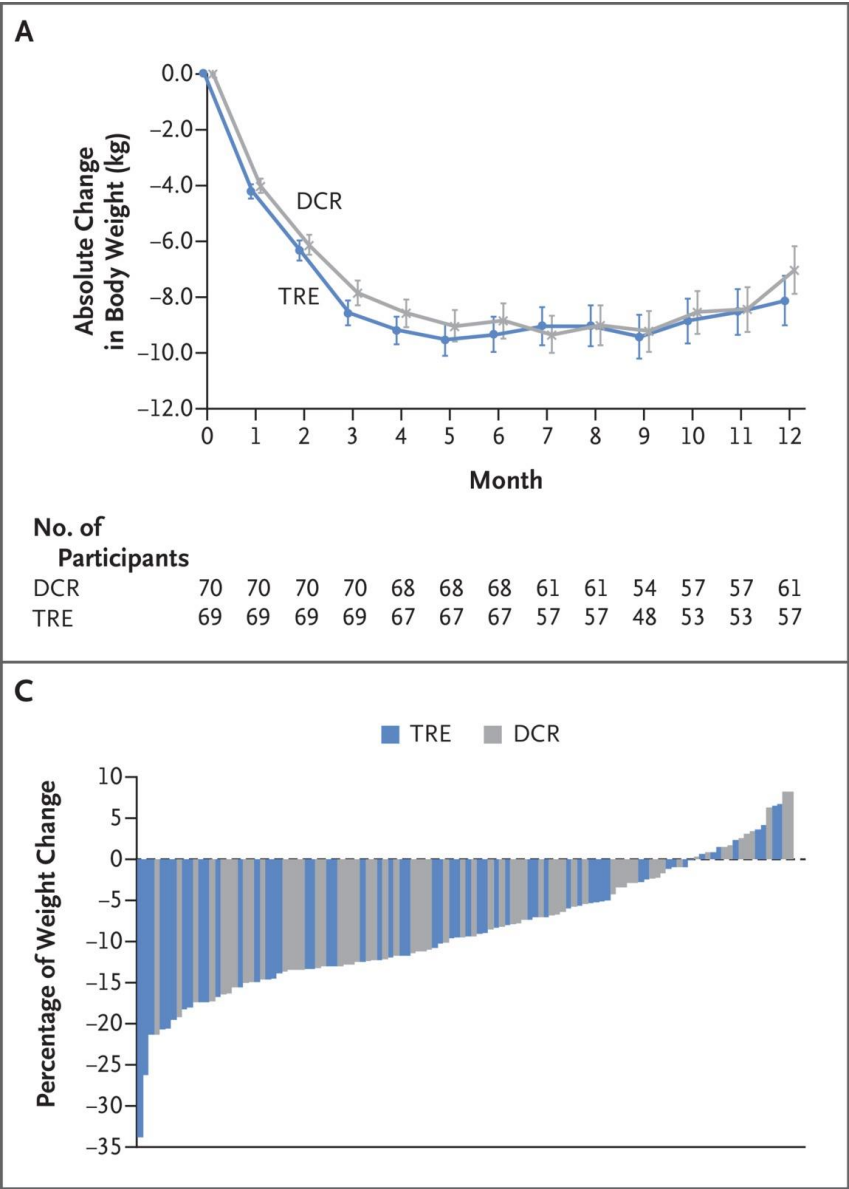 A
0.0
−2.0
−4.0
−6.0
−8.0
−10.0
−12.0
Absolute Change
in Body Weight (kg)
DCR
TRE
0 1 2 3 4 5 6 7 8 9 10 11 12
Month
No. of
Participants
DCR 70 70 70 70 68 68 68 61 61 54 57 57 61
TRE 69 69 69 69 67 67 67 57 57 48 53 53 57
C
TRE DCR
10
5
0
−5
−10
−15
−20
−25
−30
−35
Percentage of Weight Change